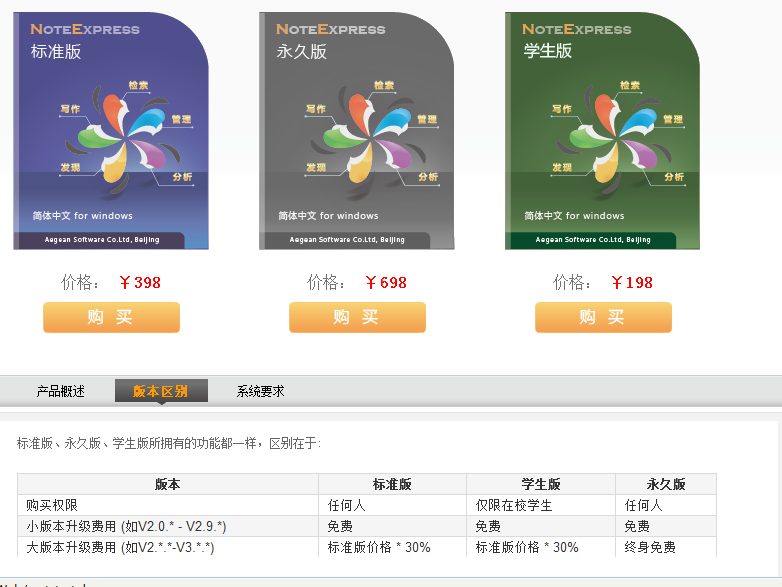 NoteExpress
标准版
检索
写作
管理
发现
分析
简体中文 for windows
Aegean Software Co.Ltd, Beijing
NoteExpress
永久版
检索
写作
管理
发现
分析
简体中文 for windows
Aegean Software Co.Ltd, Beijing
NoteExpress
学生版
检索
写作
管理
发现
分析
简体中文 for windows
Aegean Software Co.Ltd, Beijing
价格： ￥398 价格： ￥698 价格： ￥198
购 买 购 买 购 买
产品概述 版本区别 系统要求
标准版、永久版、学生版所拥有的功能都一样，区别在于:
版本 标准版 学生版 永久版
购买权限 任何人 仅限在校学生 任何人
小版本升级费用 (如V2.0.* - V2.9.*) 免费 免费 免费
大版本升级费用 (如V2.*.*-V3.*.*) 标准版价格 * 30% 标准版价格 * 30% 终身免费